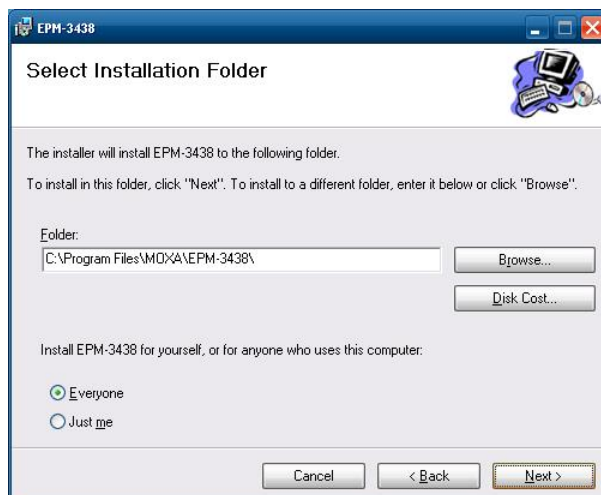 EPM-3438
Select Installation Folder
The installer will install EPM-3438 to the following folder.
To install in this folder, click "Next". To install to a different folder, enter it below or click "Browse".
Folder:
C:\Program Files\MOXA\EPM-3438\
Browse...
Disk Cost...
Install EPM-3438 for yourself, or for anyone who uses this computer:
Everyone
Just me
Cancel
< Back
Next >